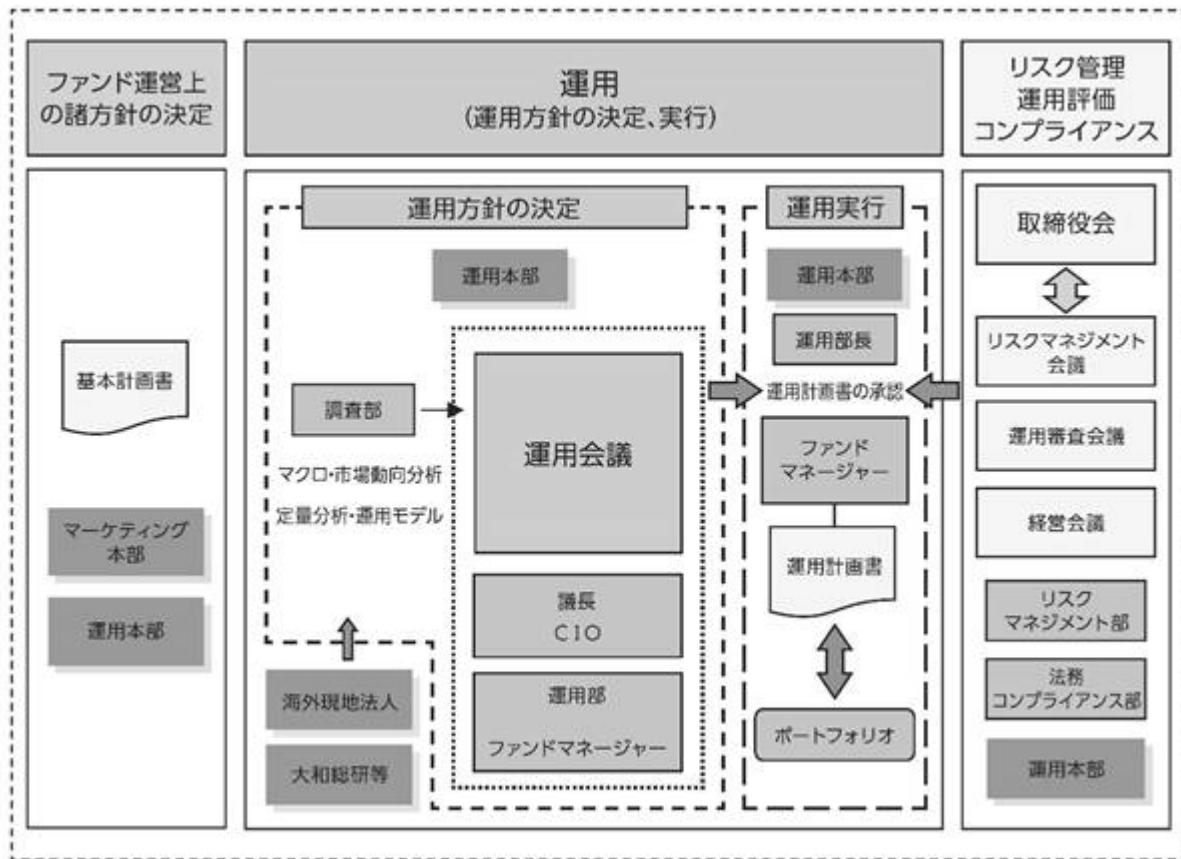 ファンド運営上
の諸方針の決定
運用
(運用方針の決定、実行)
リスク管理
運用評価
コンプライアンス
基本計画書
マーケティング
本部
運用本部
運用方針の決定
運用本部
調査部
マクロ・市場動向分析
定量分析・運用モデル
運用会議
議長
CIO
運用部
ファンドマネージャー
海外現地法人
大和総研等
運用実行
運用本部
運用部長
運用計画書の承認
ファンド
マネージャー
運用計画書
ポートフォリオ
取締役会
リスクマネジメント
会議
運用審査会議
経営会議
リスク
マネジメント部
法務
コンプライアンス部
運用本部